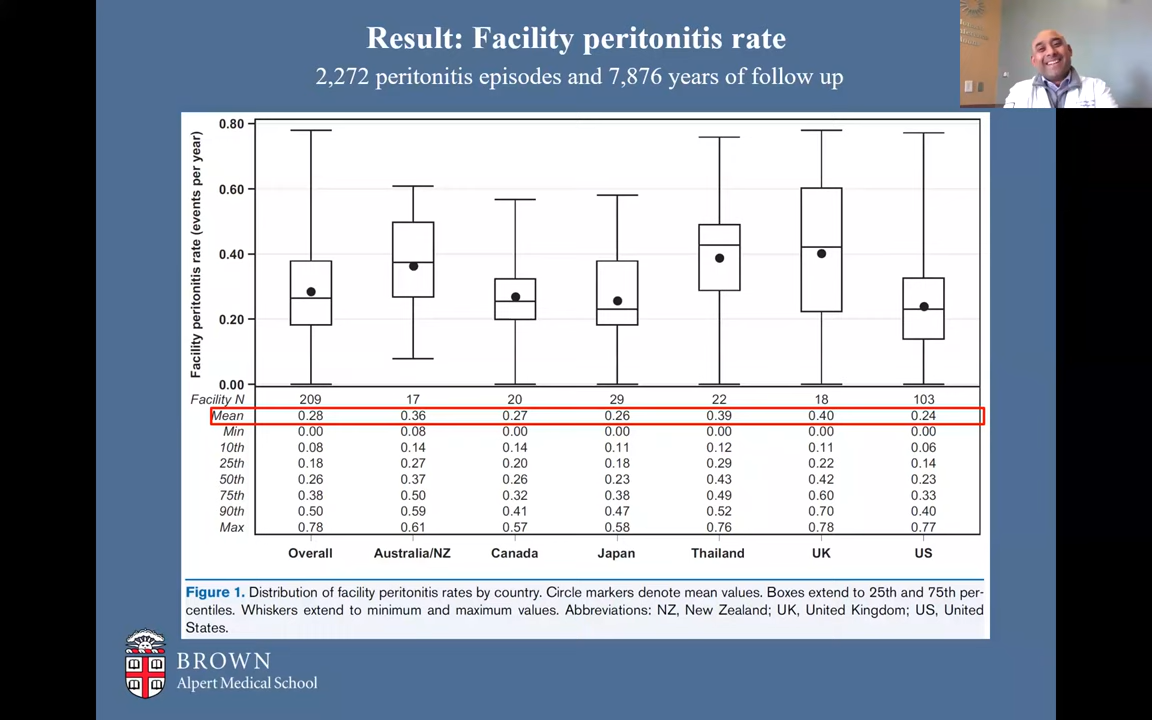 Result: Facility peritonitis rate
2,272 peritonitis episodes and 7,876 years of follow up
Facility peritonitis rate (events per year)
0.80
0.60
0.40
0.20
0.00
Facility N 209 17 20 29 22 18 103
Mean 0.28 0.36 0.27 0.26 0.39 0.40 0.24
Min 0.00 0.08 0.00 0.00 0.00 0.00 0.00
10th 0.08 0.14 0.14 0.11 0.12 0.11 0.06
25th 0.18 0.27 0.20 0.18 0.29 0.22 0.14
50th 0.26 0.37 0.26 0.23 0.43 0.42 0.23
75th 0.38 0.50 0.32 0.38 0.49 0.60 0.33
90th 0.50 0.59 0.41 0.47 0.52 0.70 0.40
Max 0.78 0.61 0.57 0.58 0.76 0.78 0.77
Overall Australia/NZ Canada Japan Thailand UK US
Figure 1. Distribution of facility peritonitis rates by country. Circle markers denote mean values. Boxes extend to 25th and 75th per-
centiles. Whiskers extend to minimum and maximum values. Abbreviations: NZ, New Zealand; UK, United Kingdom; US, United
States.
BROWN
Alpert Medical School